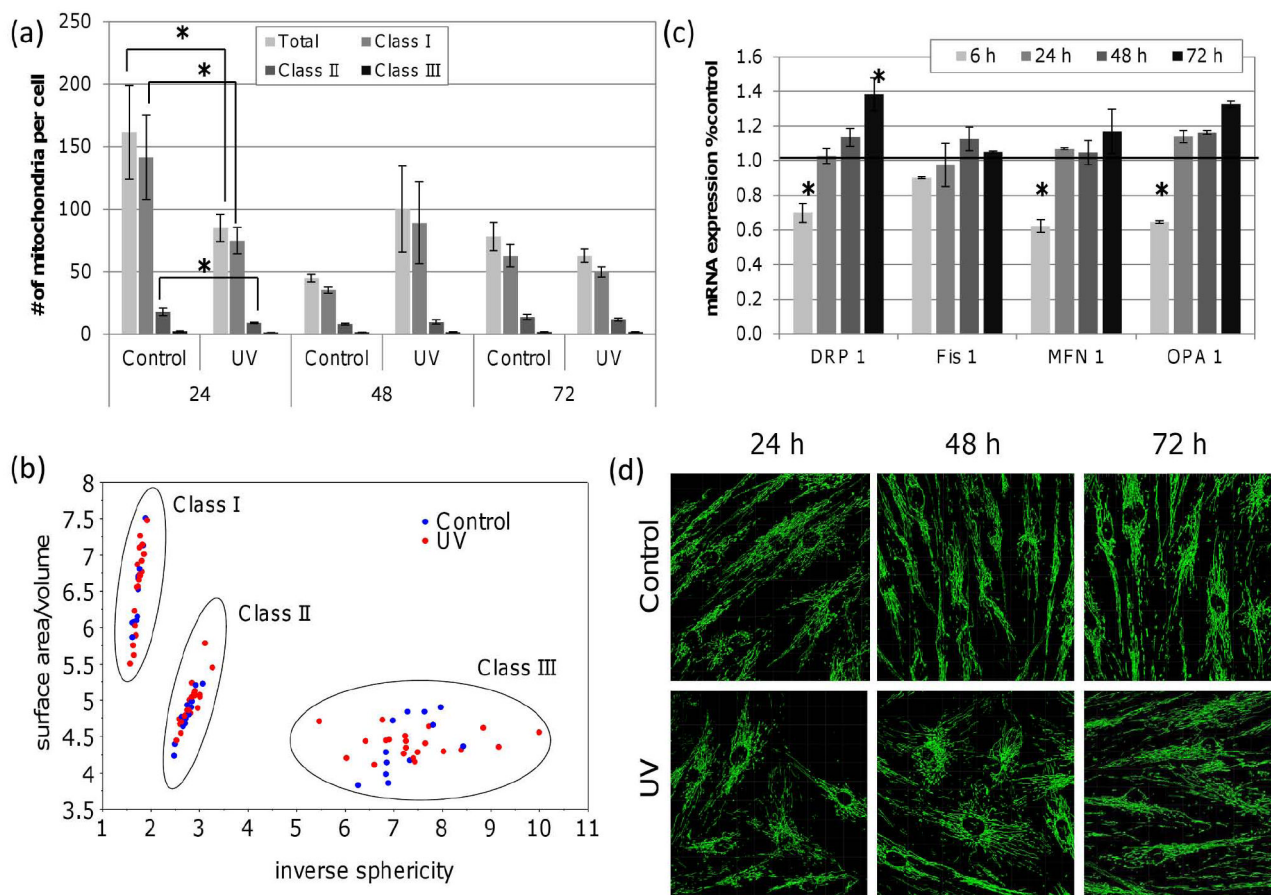 (a)
# of mitochondria per cell
250
200
150
100
50
0
Total
Class I
Class II
Class III
*
*
*
Control
UV
Control
UV
Control
UV
24
48
72
(c)
mRNA expression %control
1.6
1.4
1.2
1.0
0.8
0.6
0.4
0.2
0.0
6 h
24 h
48 h
72 h
*
*
*
*
DRP 1
Fis 1
MFN 1
OPA 1
(b)
surface area/volume
8
7.5
7
6.5
6
5.5
5
4.5
4
3.5
Class I
Control
UV
Class II
Class III
1
2
3
4
5
6
7
8
9
10
11
inverse sphericity
(d)
24 h
48 h
72 h
Control
UV